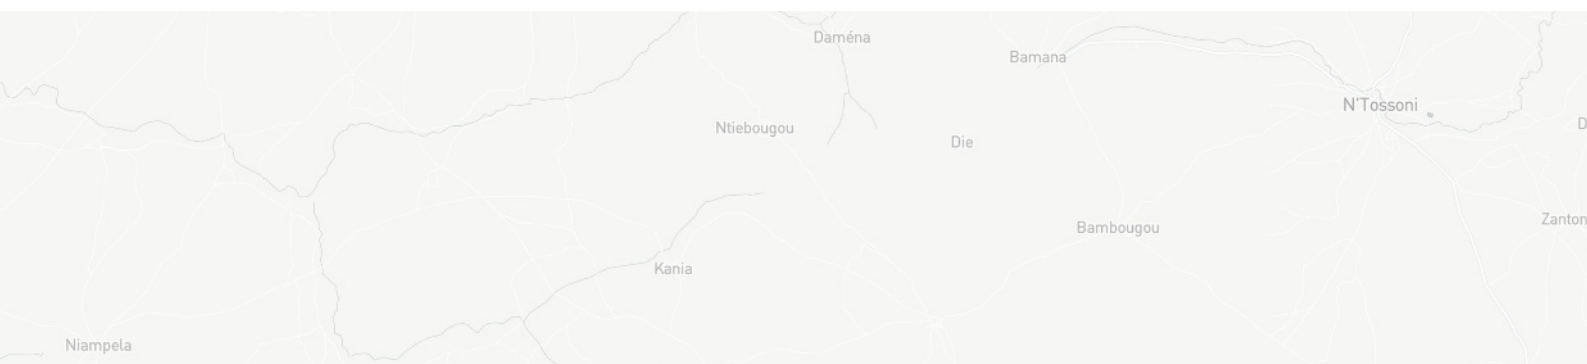 Daména
Bamana
N'Tossoni
Ntiebougou
D
Die
Zanton
Bambougou
Kania
Niampela